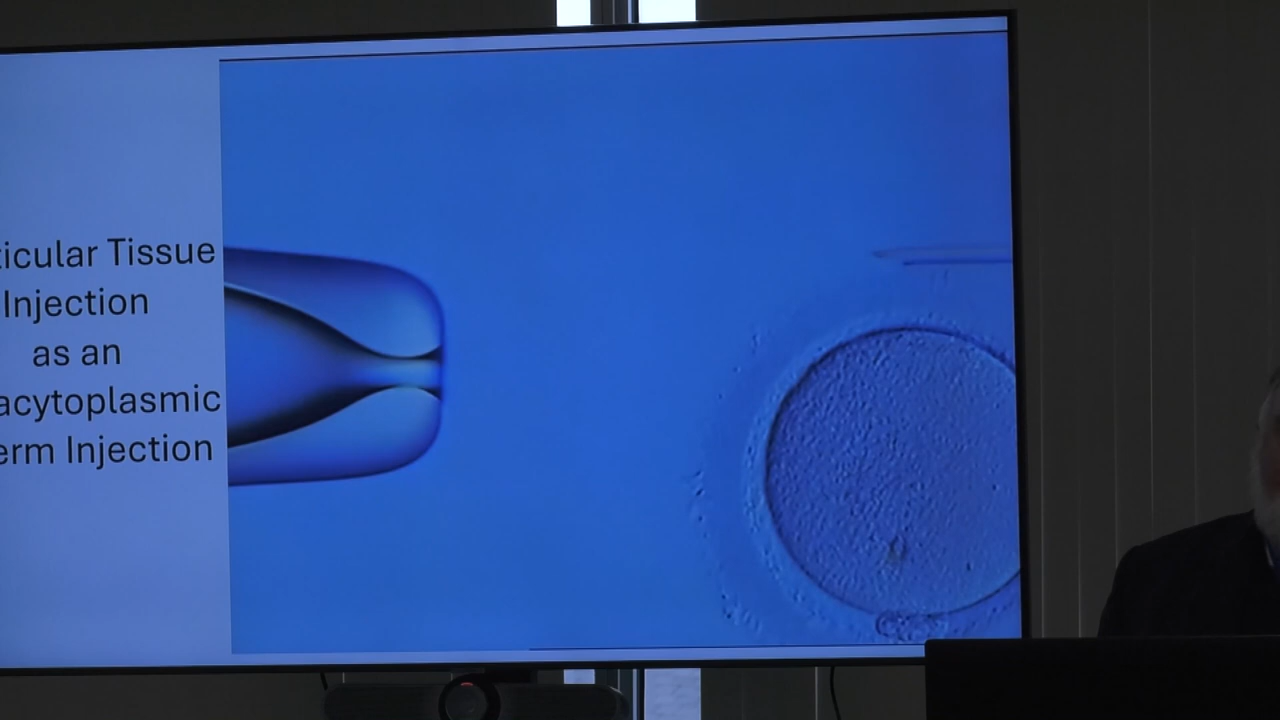 ticular Tissue
Injection
as an
acytoplasmic
erm Injection